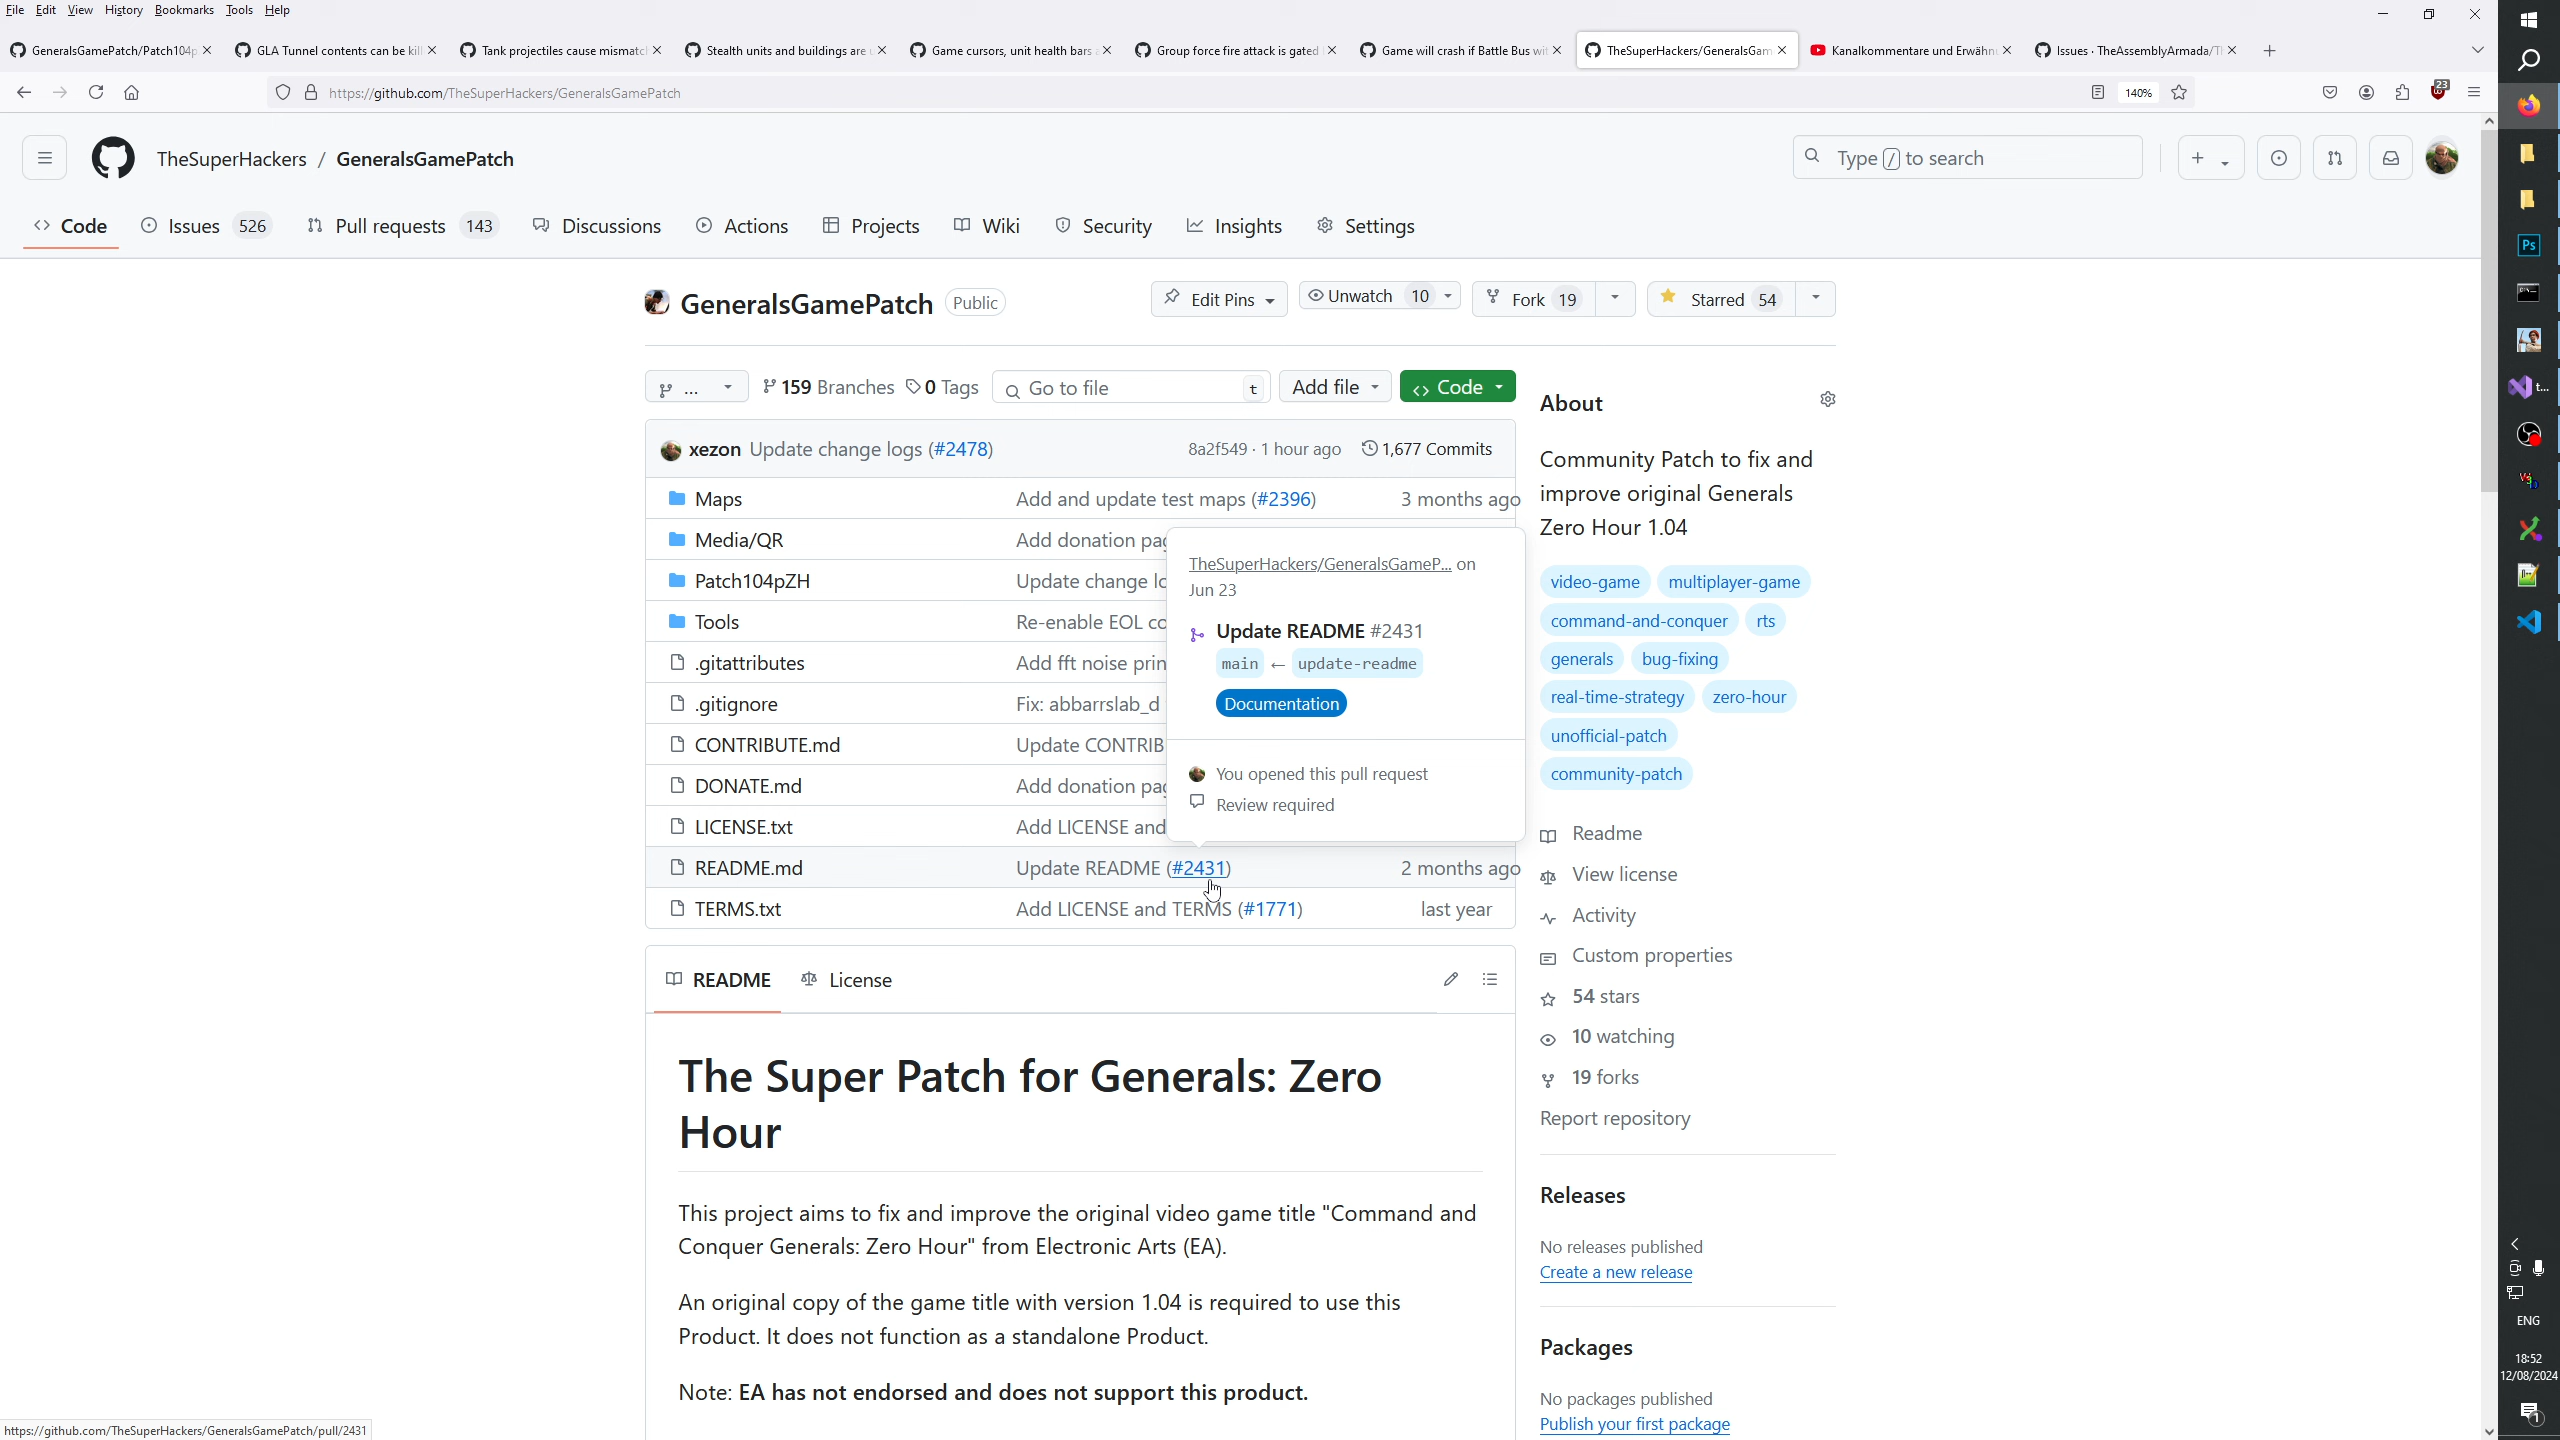 File Edit View History Bookmarks Tools Help
GeneralsGamePatch/Patch104p GLA Tunnel contents can be kil Tank projectiles cause mismatc Stealth units and buildings are u Game cursors, unit health bars Group force fire attack is gated Game will crash if Battle Bus wi TheSuperHackers/GeneralsGam Kanalkommentare und Erwähn Issues · TheAssemblyArmada/T
https://github.com/TheSuperHackers/GeneralsGamePatch 140% 23
TheSuperHackers / GeneralsGamePatch Type / to search
Code Issues 526 Pull requests 143 Discussions Actions Projects Wiki Security Insights Settings
GeneralsGamePatch Public Edit Pins Unwatch 10 Fork 19 Starred 54
... 159 Branches 0 Tags Go to file t Add file Code
xezon Update change logs (#2478) 8a2f549 · 1 hour ago 1,677 Commits
Maps Add and update test maps (#2396) 3 months ago
Media/QR Add donation pag
Patch104pZH Update change lo
Tools Re-enable EOL co
.gitattributes Add fft noise prin
.gitignore Fix: abbarrslab_d
CONTRIBUTE.md Update CONTRIB
DONATE.md Add donation pag
LICENSE.txt Add LICENSE and
README.md Update README (#2431) 2 months ago
TERMS.txt Add LICENSE and TERMS (#1771) last year
TheSuperHackers/GeneralsGameP... on
Jun 23
Update README #2431
main ← update-readme
Documentation
You opened this pull request
Review required
README License
The Super Patch for Generals: Zero
Hour
This project aims to fix and improve the original video game title "Command and
Conquer Generals: Zero Hour" from Electronic Arts (EA).
An original copy of the game title with version 1.04 is required to use this
Product. It does not function as a standalone Product.
Note: EA has not endorsed and does not support this product.
About
Community Patch to fix and
improve original Generals
Zero Hour 1.04
video-game multiplayer-game
command-and-conquer rts
generals bug-fixing
real-time-strategy zero-hour
unofficial-patch
community-patch
Readme
View license
Activity
Custom properties
54 stars
10 watching
19 forks
Report repository
Releases
No releases published
Create a new release
Packages
No packages published
Publish your first package
https://github.com/TheSuperHackers/GeneralsGamePatch/pull/2431
Ps
t...
ENG
18:52
12/08/2024
1